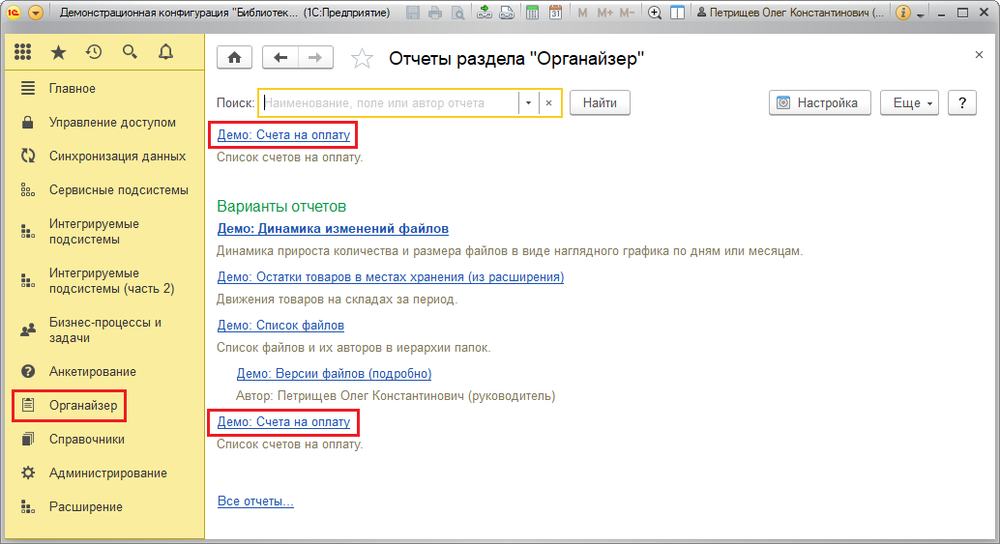 Демонстрационная конфигурация "Библиотек... (1С:Предприятие)
M M+ M−
Петрищев Олег Константинович (...
Главное
Управление доступом
Синхронизация данных
Сервисные подсистемы
Интегрируемые
подсистемы
Интегрируемые
подсистемы (часть 2)
Бизнес-процессы и
задачи
Анкетирование
Органайзер
Справочники
Администрирование
Расширение
Отчеты раздела "Органайзер"
Поиск: Наименование, поле или автор отчета Найти Настройка Еще ?
Демо: Счета на оплату
Список счетов на оплату.
Варианты отчетов
Демо: Динамика изменений файлов
Динамика прироста количества и размера файлов в виде наглядного графика по дням или месяцам.
Демо: Остатки товаров в местах хранения (из расширения)
Движения товаров на складах за период.
Демо: Список файлов
Список файлов и их авторов в иерархии папок.
Демо: Версии файлов (подробно)
Автор: Петрищев Олег Константинович (руководитель)
Демо: Счета на оплату
Список счетов на оплату.
Все отчеты...